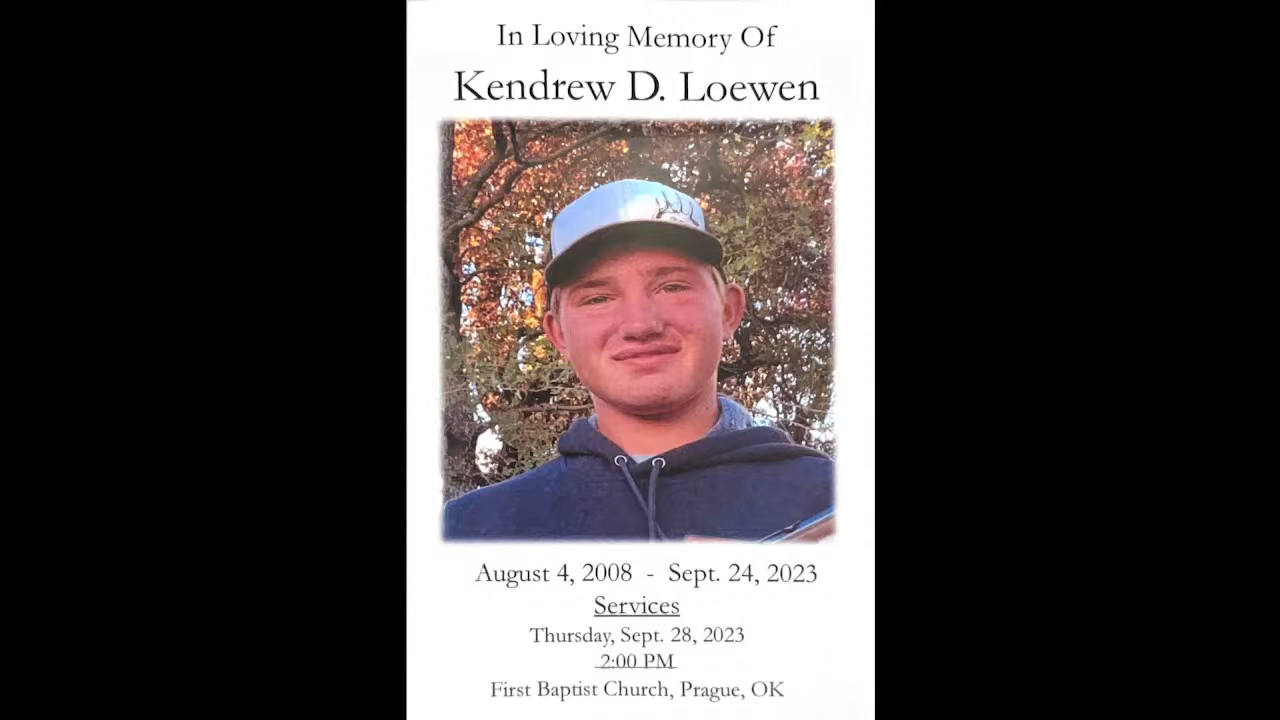 In Loving Memory Of
Kendrew D. Loewen
August 4, 2008 - Sept. 24, 2023
Services
Thursday, Sept. 28, 2023
2:00 PM
First Baptist Church, Prague, OK